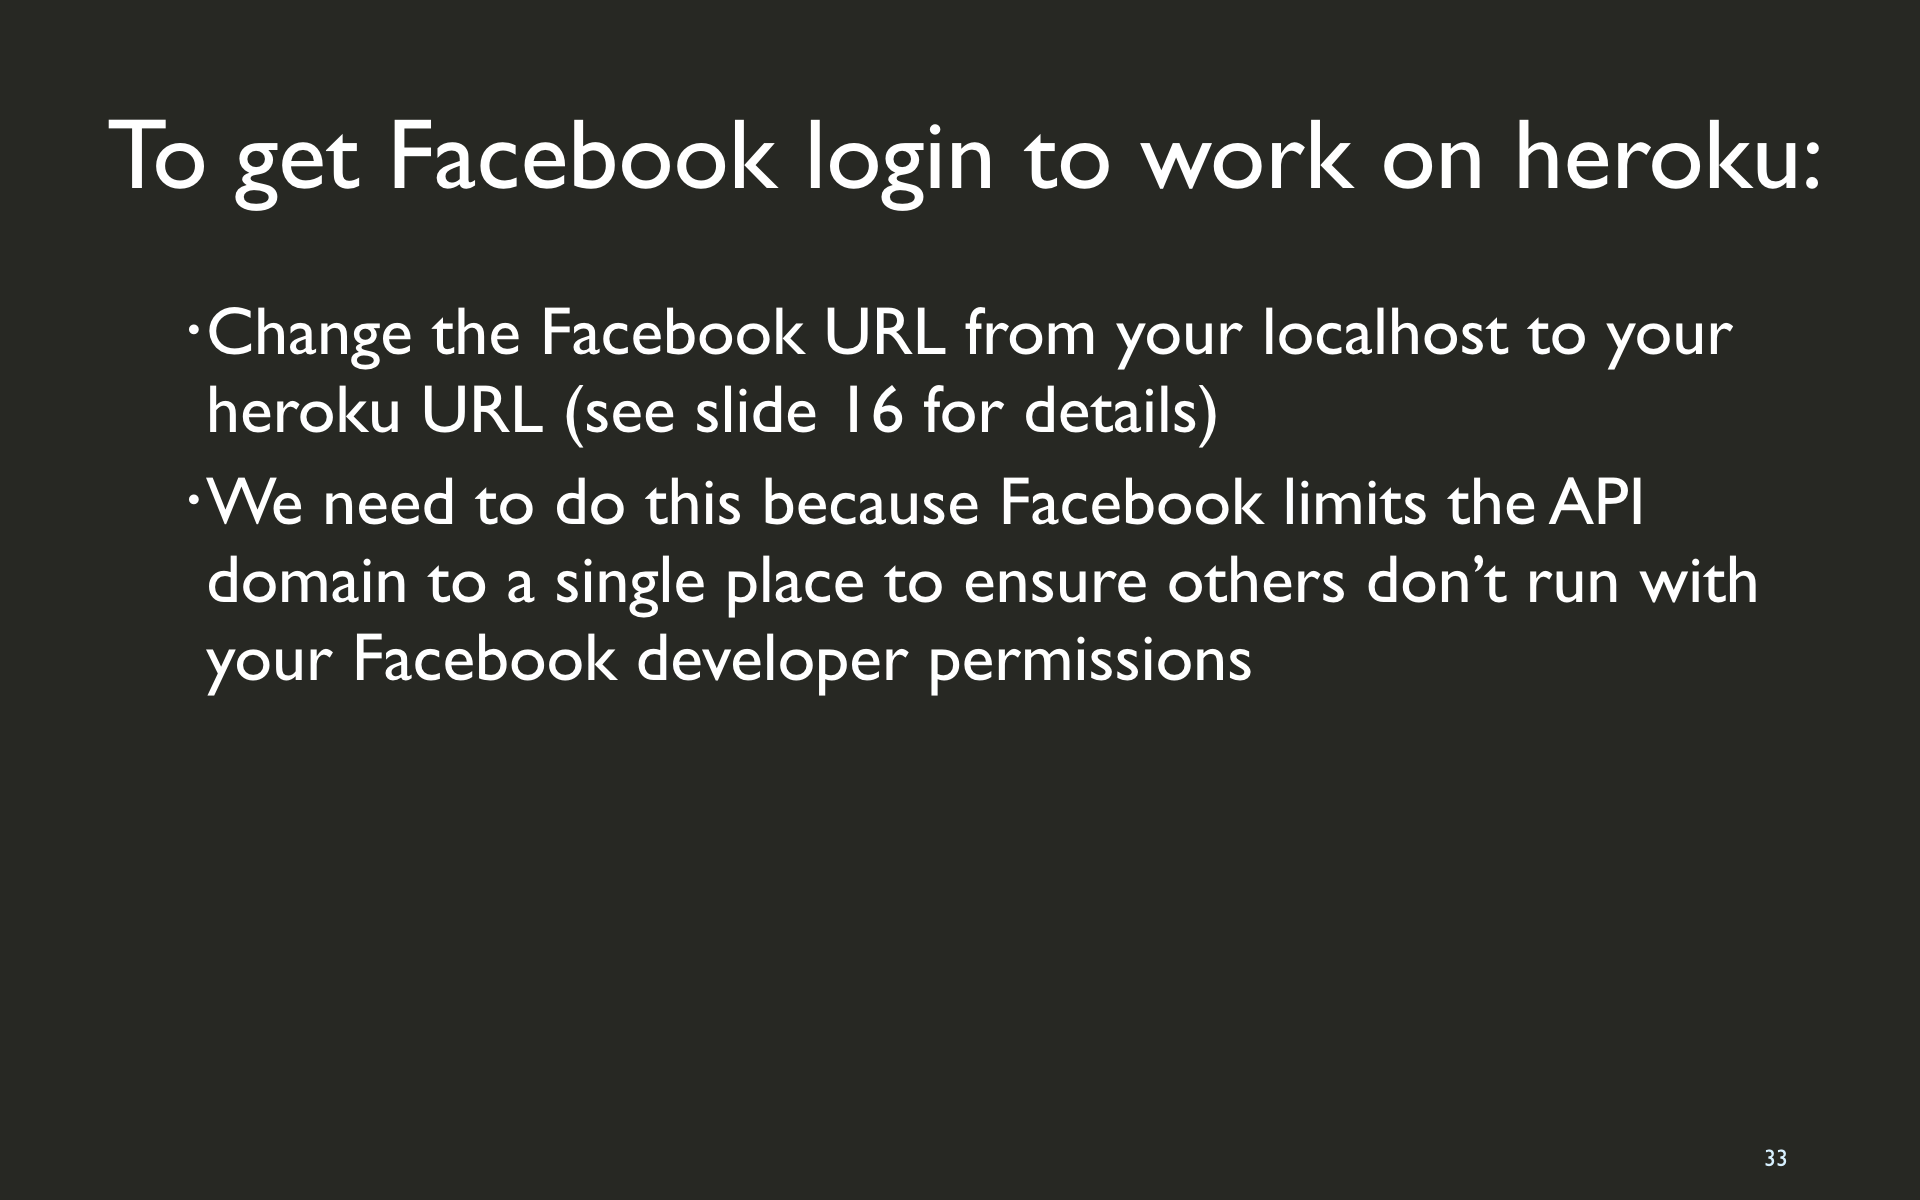 To get Facebook login to work on heroku:
·Change the Facebook URL from your localhost to your
heroku URL (see slide 16 for details)
·We need to do this because Facebook limits the API
domain to a single place to ensure others don’t run with
your Facebook developer permissions
33